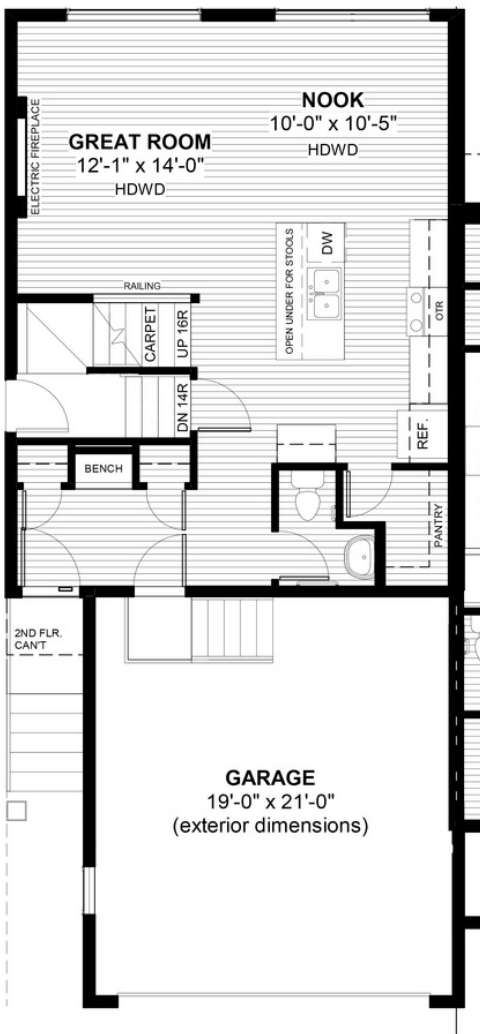 NOOK
10'-0" x 10'-5"
HDWD
ELECTRIC FIREPLACE
GREAT ROOM
12'-1" x 14'-0"
HDWD
OPEN UNDER FOR STOOLS
DW
RAILING
OTR
CARPET
UP 16R
DN 14R
REF.
BENCH
PANTRY
2ND FLR.
CAN'T
GARAGE
19'-0" x 21'-0"
(exterior dimensions)